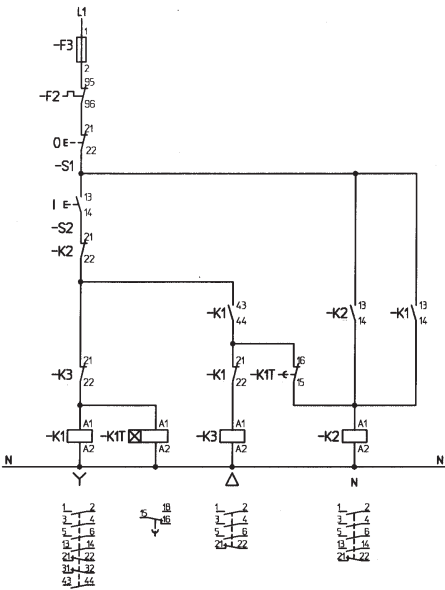 L1
1
-F3
2
95
-F2
96
21
O E
22
-S1
13
I E
14
-S2
21
-K2
22
43
-K1
44
13
-K2
14
13
-K1
14
21
-K3
22
21
-K1
22
16
-K1T
15
A1
-K1
A2
A1
-K1T
A2
A1
-K3
A2
A1
-K2
A2
N
N
Y
Δ
N
1 2
3 4
5 6
13 14
21 22
31 32
43 44
18
15 16
1 2
3 4
5 6
21 22
1 2
3 4
5 6
13 14
21 22